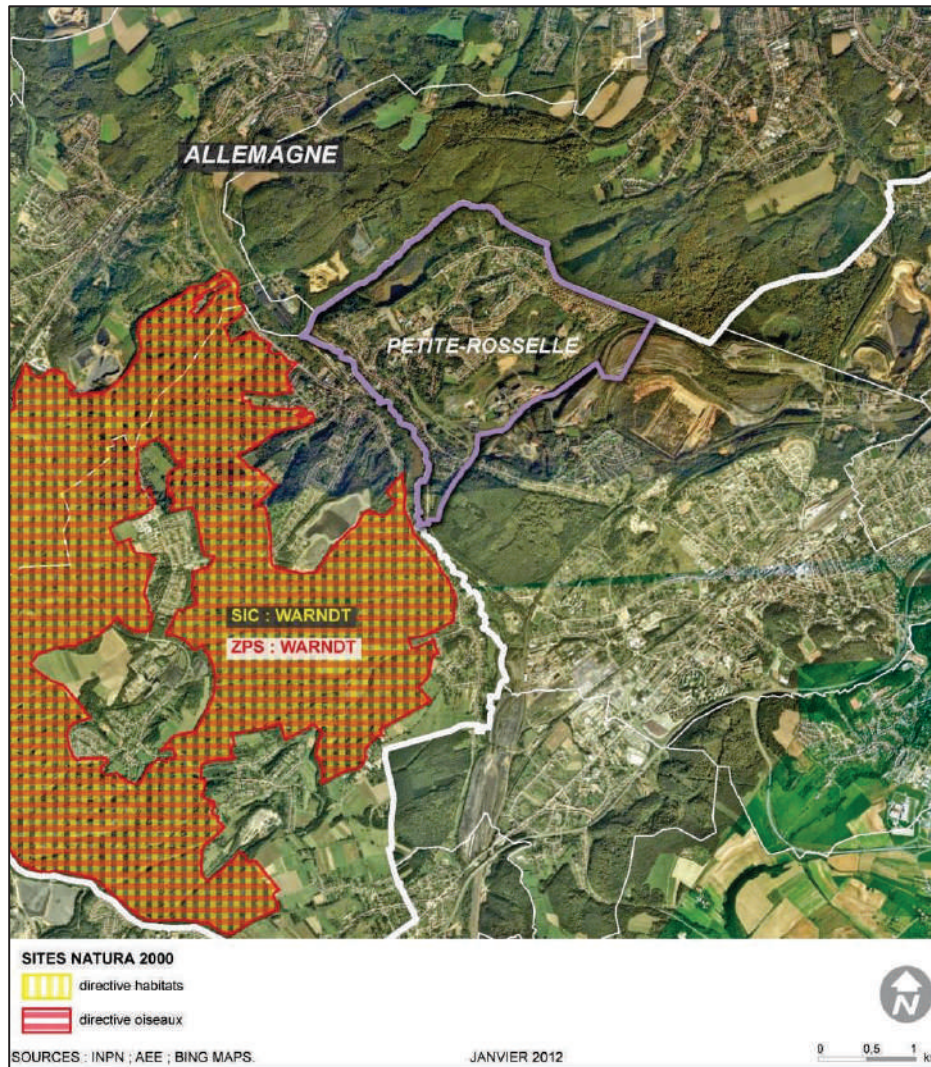 ALLEMAGNE
PETITE-ROSSELLE
SIC : WARNDT
ZPS : WARNDT
SITES NATURA 2000
directive habitats
directive oiseaux
N
SOURCES : INPN ; AEE ; BING MAPS.
JANVIER 2012
0 0,5 1